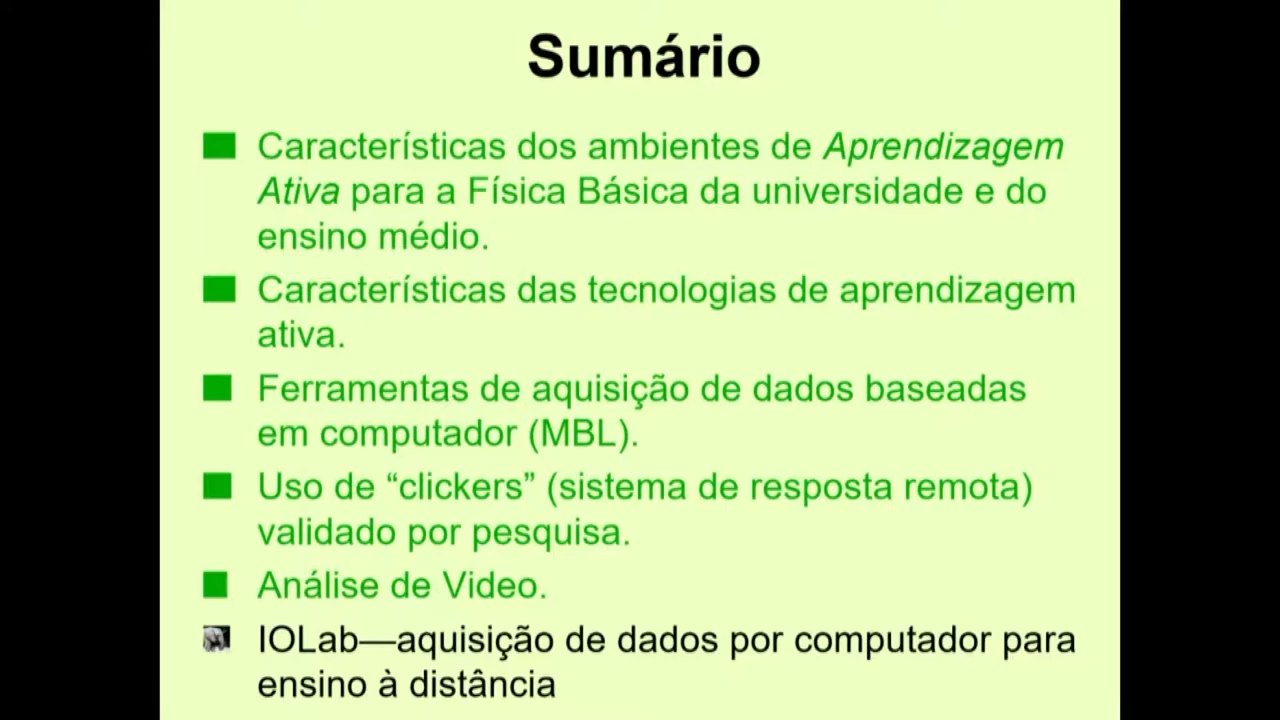 Sumário
Características dos ambientes de Aprendizagem
Ativa para a Física Básica da universidade e do
ensino médio.
Características das tecnologias de aprendizagem
ativa.
Ferramentas de aquisição de dados baseadas
em computador (MBL).
Uso de “clickers” (sistema de resposta remota)
validado por pesquisa.
Análise de Video.
IOLab—aquisição de dados por computador para
ensino à distância